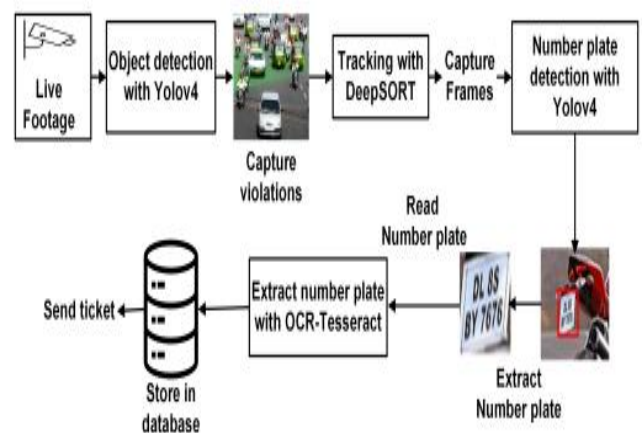 Live
Footage
Object detection
with Yolov4
Capture
violations
Tracking with
DeepSORT
Capture
Frames
Number plate
detection with
Yolov4
Extract
Number plate
DL 8S
BY 7676
Read
Number plate
Extract number plate
with OCR-Tesseract
Store in
database
Send ticket